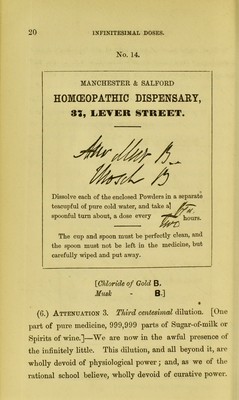 20 INFINITESIMAL DOSES.
No. 14.
MANCHESTER & SALFORD
HOMŒOPATHIC DISPENSARY,
37, LEVER STREET.
Aur Mur B
Mosch B
Dissolve each of the enclosed Powders in a separate
teacupful of pure cold water, and take a
spoonful turn about, a dose every Two hours.
The cup and spoon must be perfectly clean, and
the spoon must not be left in the medicine, but
carefully wiped and put away.
[Chloride of Gold B.
Musk - B.]
(6.) ATTENUATION 3. Third centesimal dilution. [One
part of pure medicine, 999,999 parts of Sugar-of-milk or
Spirits of wine.]—We are now in the awful presence of
the infinitely little. This dilution, and all beyond it, are
wholly devoid of physiological power; and, as we of the
rational school believe, wholly devoid of curative power.